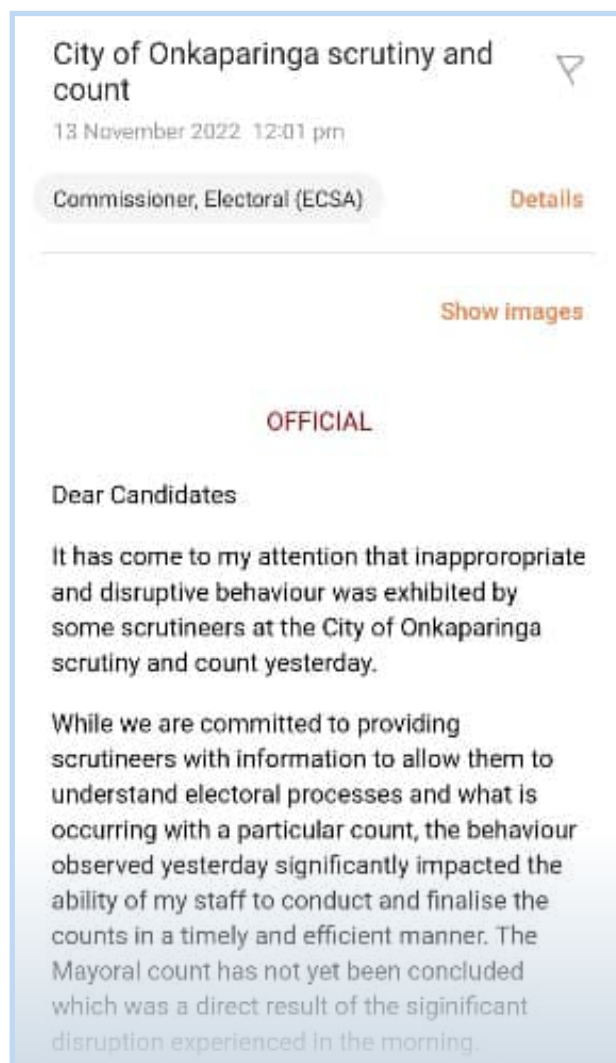 City of Onkaparinga scrutiny and
count
13 November 2022 12:01 pm
Commissioner, Electoral (ECSA)
Details
Show images
OFFICIAL
Dear Candidates
It has come to my attention that inapproropriate
and disruptive behaviour was exhibited by
some scrutineers at the City of Onkaparinga
scrutiny and count yesterday.
While we are committed to providing
scrutineers with information to allow them to
understand electoral processes and what is
occurring with a particular count, the behaviour
observed yesterday significantly impacted the
ability of my staff to conduct and finalise the
counts in a timely and efficient manner. The
Mayoral count has not yet been concluded
which was a direct result of the siginificant
disruption experienced in the morning.